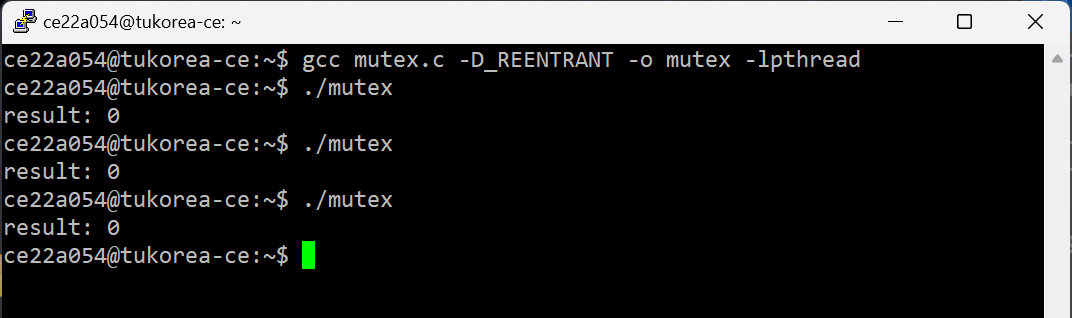 ce22a054@tukorea-ce: ~
ce22a054@tukorea-ce:~$ gcc mutex.c -D_REENTRANT -o mutex -lpthread
ce22a054@tukorea-ce:~$ ./mutex
result: 0
ce22a054@tukorea-ce:~$ ./mutex
result: 0
ce22a054@tukorea-ce:~$ ./mutex
result: 0
ce22a054@tukorea-ce:~$